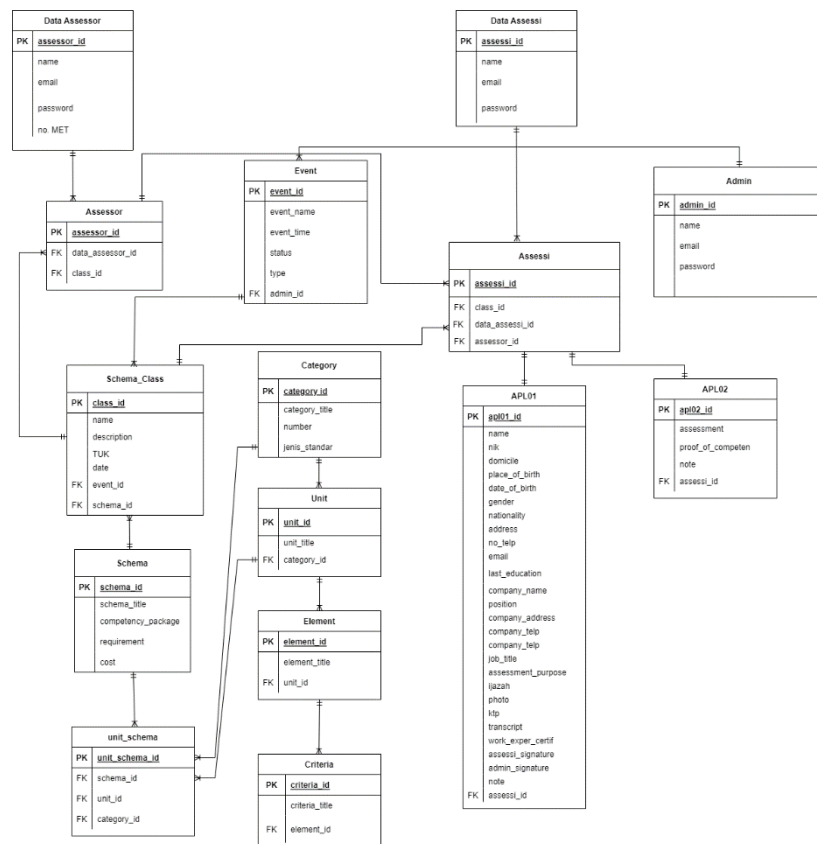 Data Assessor
PK assessor_id
name
email
password
no. MET
Data Assessi
PK assessi_id
name
email
password
Event
PK event_id
event_name
event_time
status
type
FK admin_id
Admin
PK admin_id
name
email
password
Assessor
PK assessor_id
FK data_assessor_id
FK class_id
Assessi
PK assessi_id
FK class_id
FK data_assessi_id
FK assessor_id
Schema_Class
PK class_id
name
description
TUK
date
FK event_id
FK schema_id
Category
PK category_id
category_title
number
jenis_standar
APL01
PK apl01_id
name
nik
domicile
place_of_birth
date_of_birth
gender
nationality
address
no_telp
email
last_education
company_name
position
company_address
company_telp
company_telp
job_title
assessment_purpose
ijazah
photo
ktp
transcript
work_exper_certif
assessi_signature
admin_signature
note
FK assessi_id
APL02
PK apl02_id
assessment
proof_of_competen
note
FK assessi_id
Unit
PK unit_id
unit_title
FK category_id
Schema
PK schema_id
schema_title
competency_package
requirement
cost
Element
PK element_id
element_title
FK unit_id
unit_schema
PK unit_schema_id
FK schema_id
FK unit_id
FK category_id
Criteria
PK criteria_id
criteria_title
FK element_id